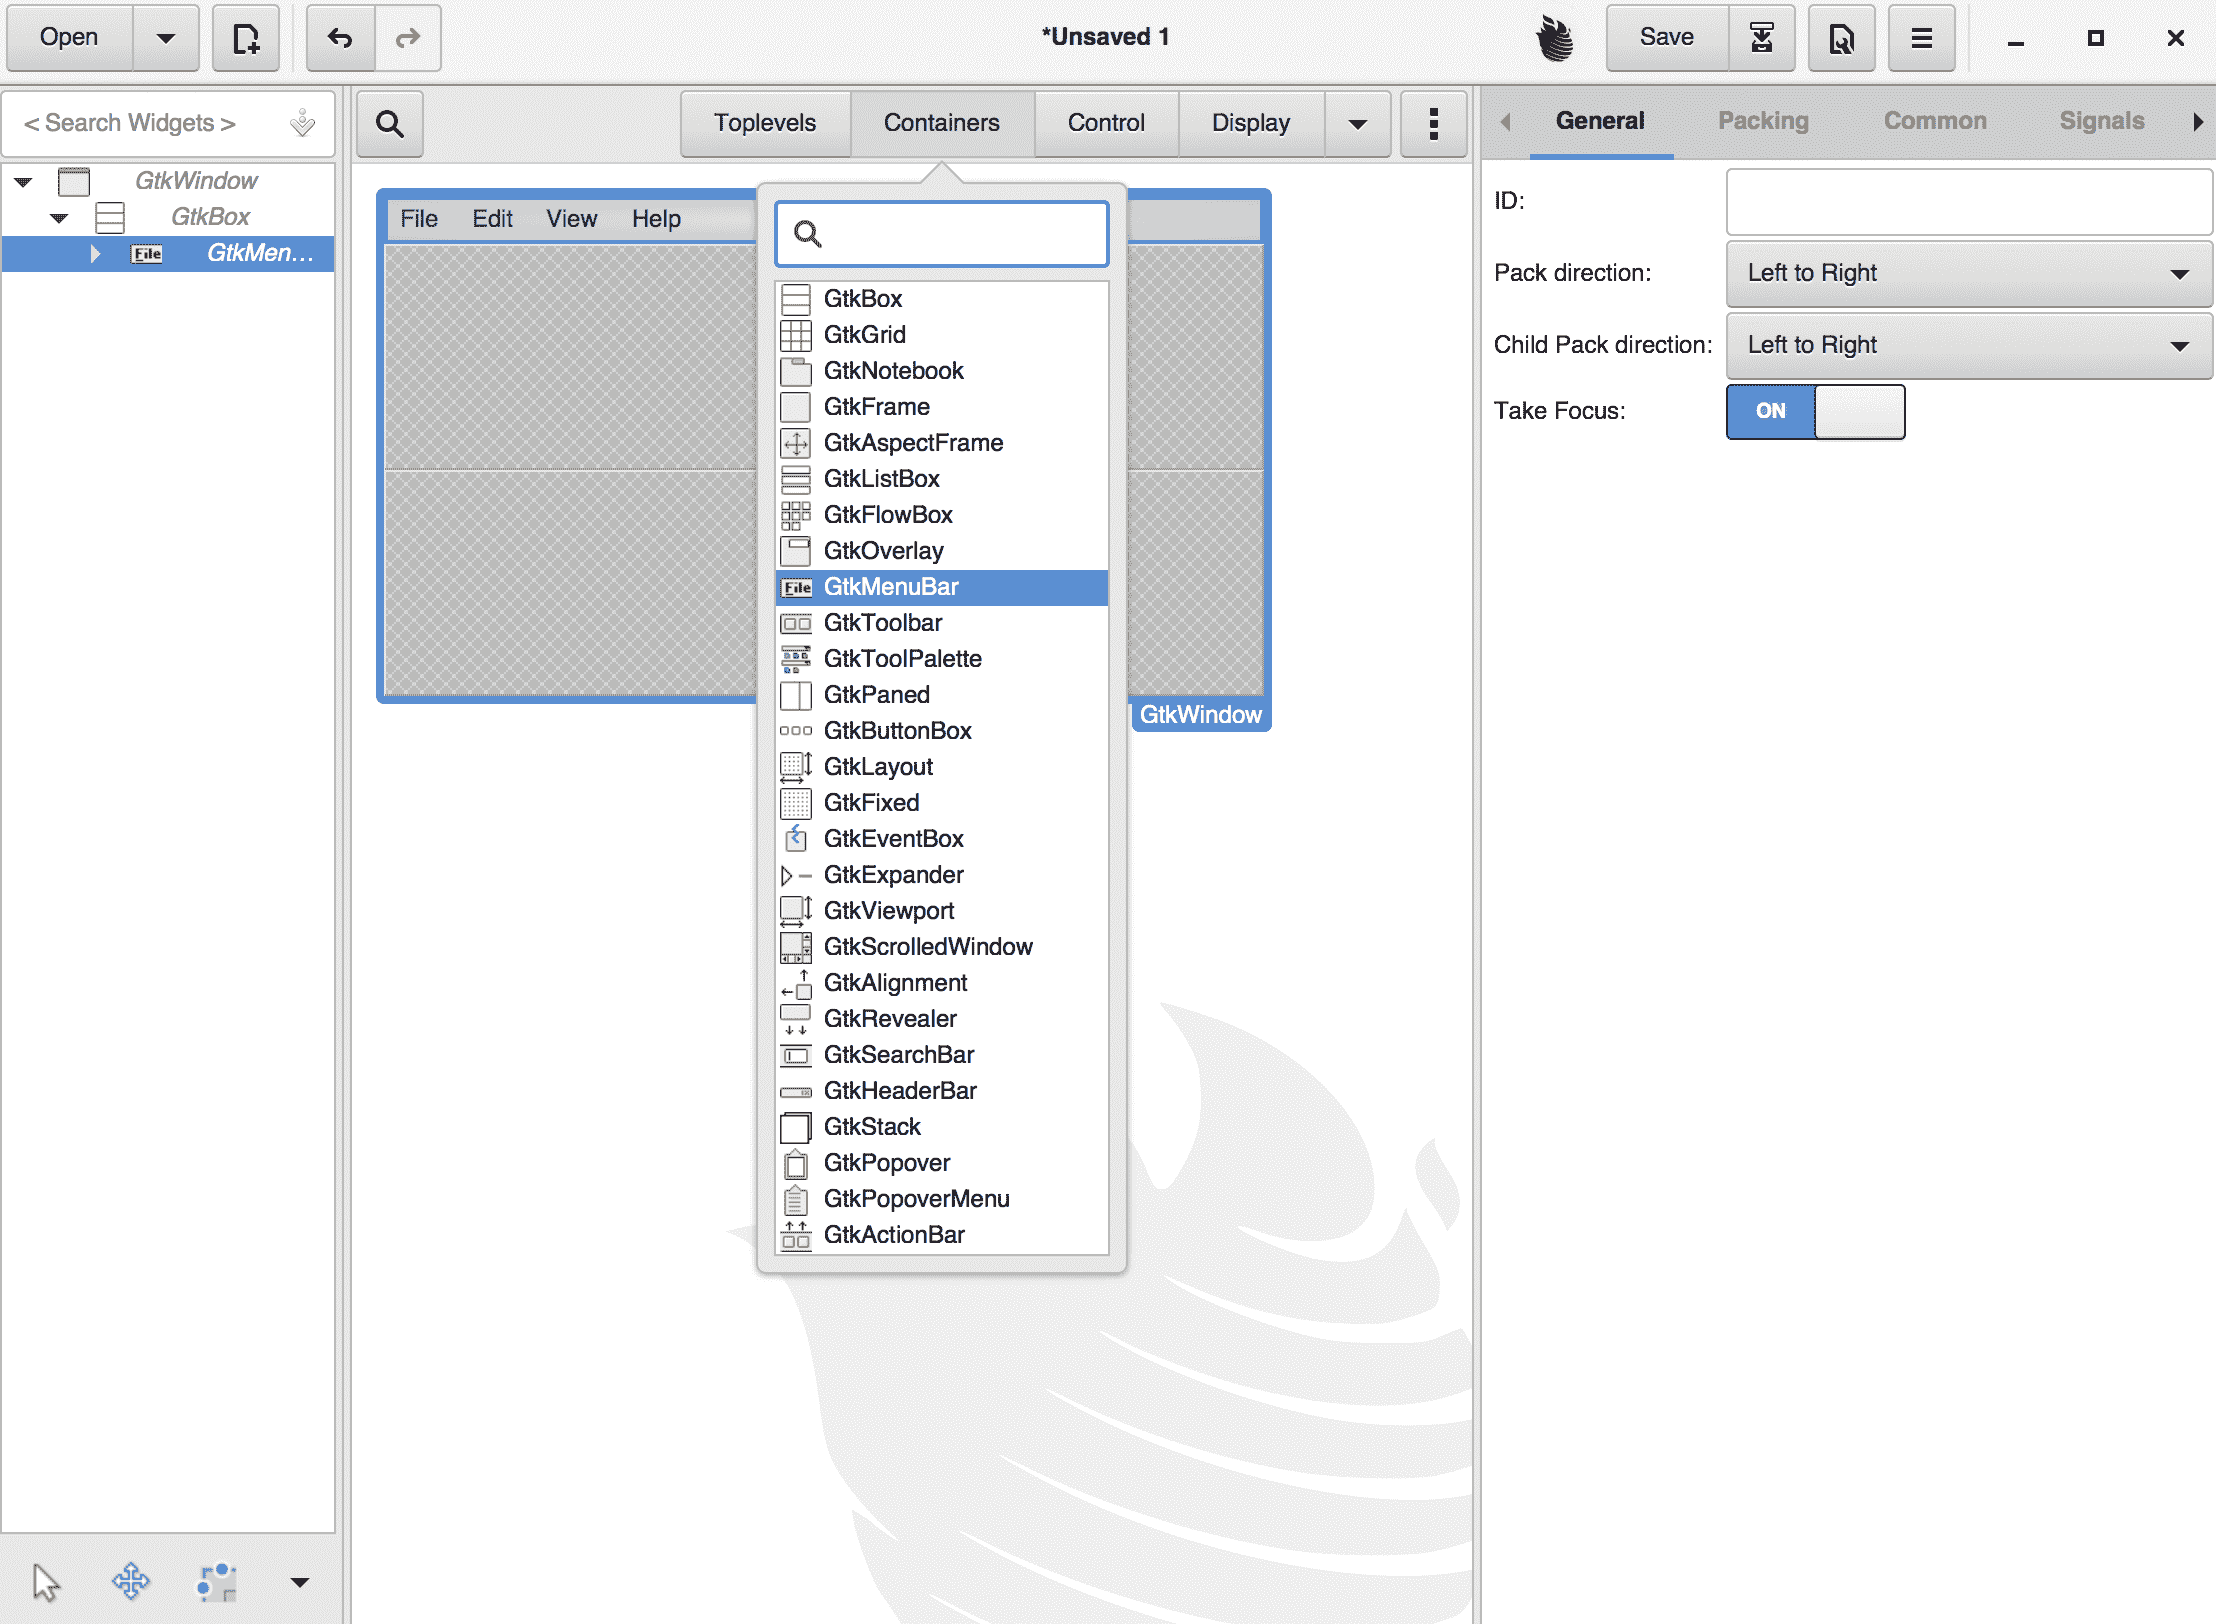 Open
*Unsaved 1
Save
< Search Widgets >
GtkWindow
GtkBox
File GtkMen...
Toplevels Containers Control Display
File Edit View Help
GtkBox
GtkGrid
GtkNotebook
GtkFrame
GtkAspectFrame
GtkListBox
GtkFlowBox
GtkOverlay
File GtkMenuBar
GtkToolbar
GtkToolPalette
GtkPaned
GtkButtonBox
GtkLayout
GtkFixed
GtkEventBox
GtkExpander
GtkViewport
GtkScrolledWindow
GtkAlignment
GtkRevealer
GtkSearchBar
GtkHeaderBar
GtkStack
GtkPopover
GtkPopoverMenu
GtkActionBar
GtkWindow
General Packing Common Signals
ID:
Pack direction: Left to Right
Child Pack direction: Left to Right
Take Focus: ON